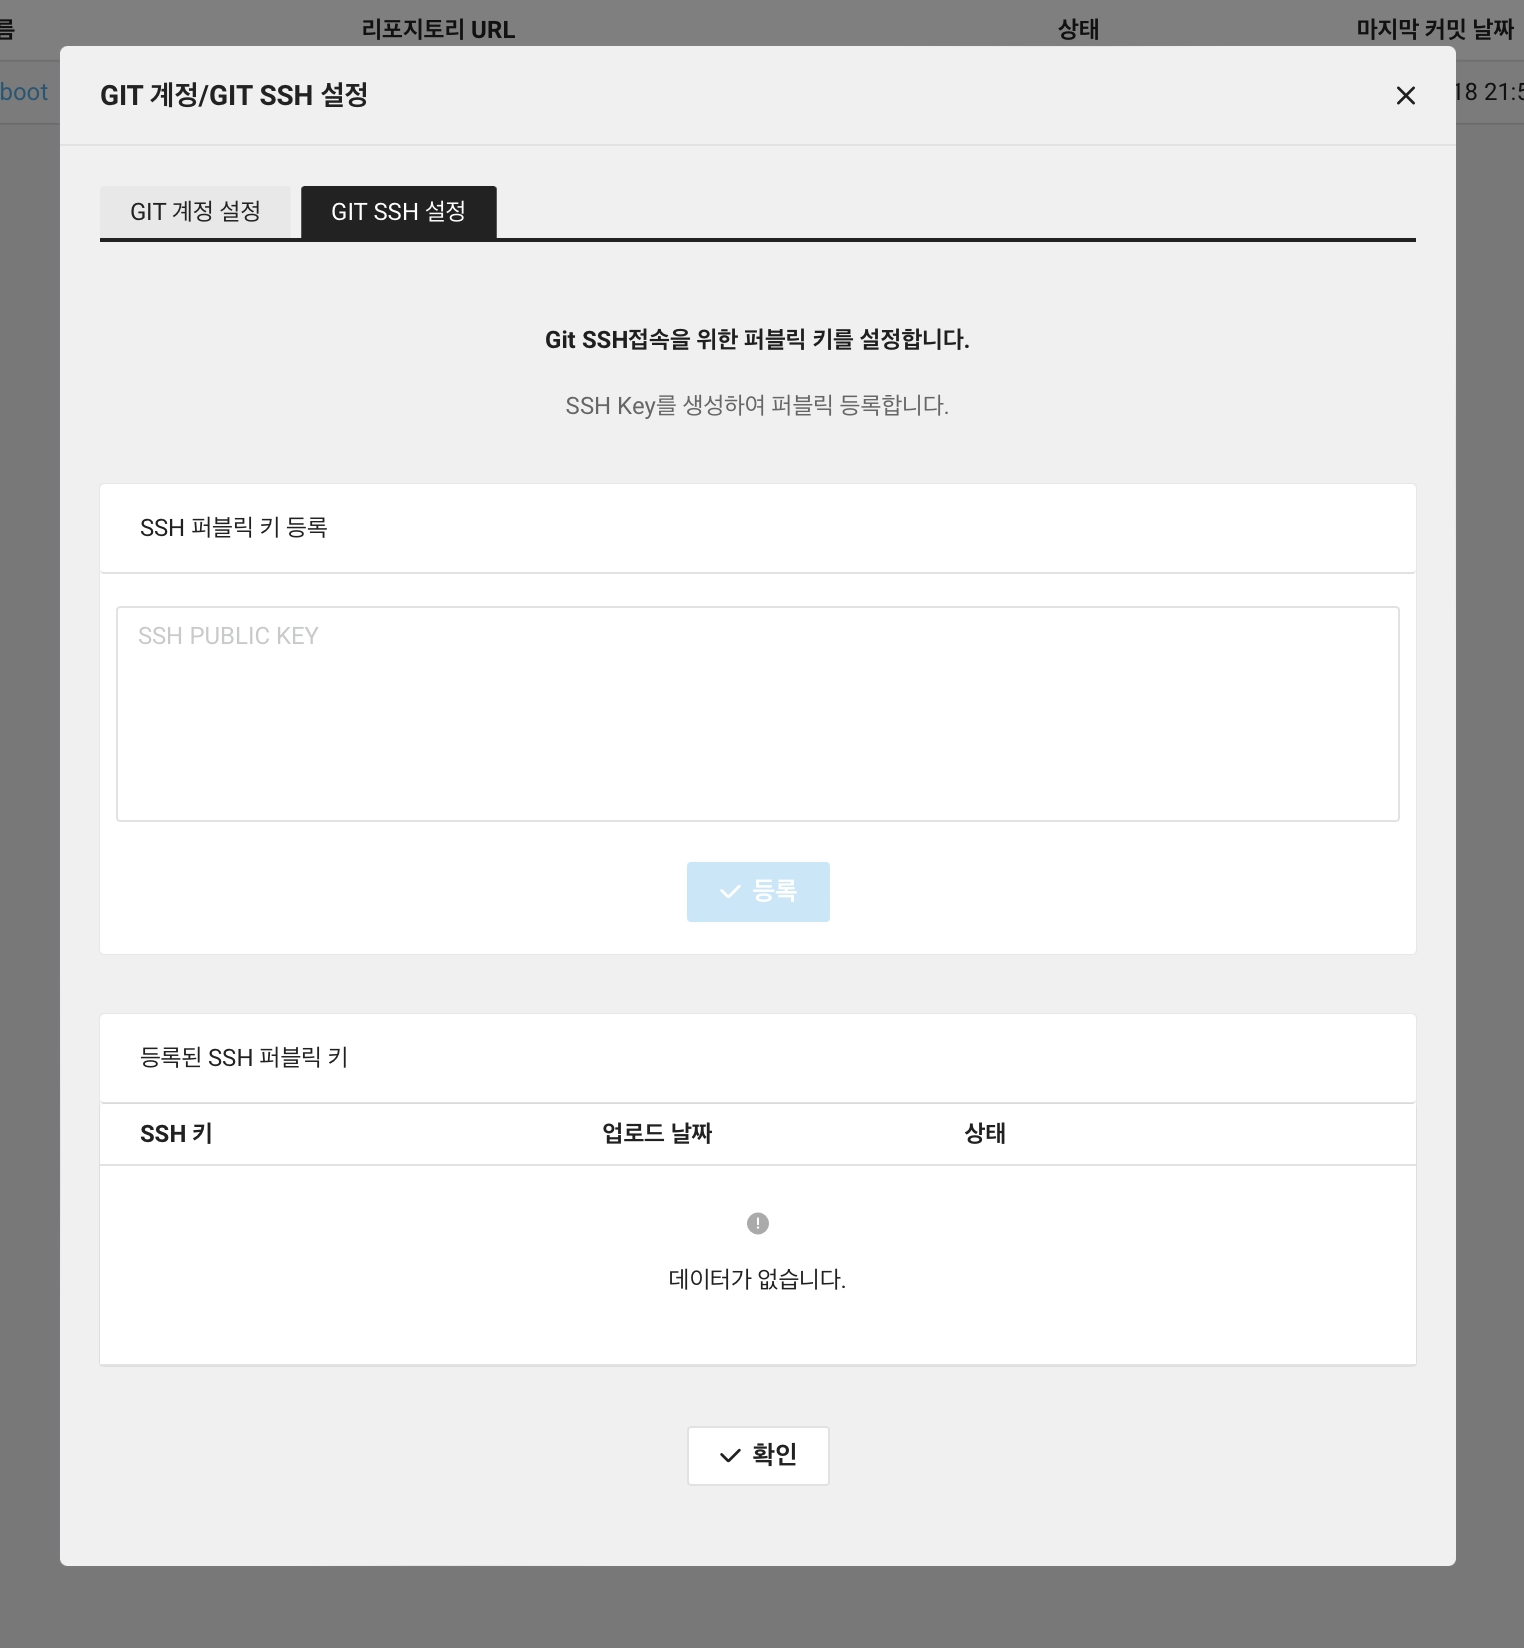 리포지토리 URL 상태 마지막 커밋 날짜
boot 18 21:5
GIT 계정/GIT SSH 설정
GIT 계정 설정 GIT SSH 설정
Git SSH접속을 위한 퍼블릭 키를 설정합니다.
SSH Key를 생성하여 퍼블릭 등록합니다.
SSH 퍼블릭 키 등록
SSH PUBLIC KEY
등록
등록된 SSH 퍼블릭 키
SSH 키 업로드 날짜 상태
데이터가 없습니다.
확인